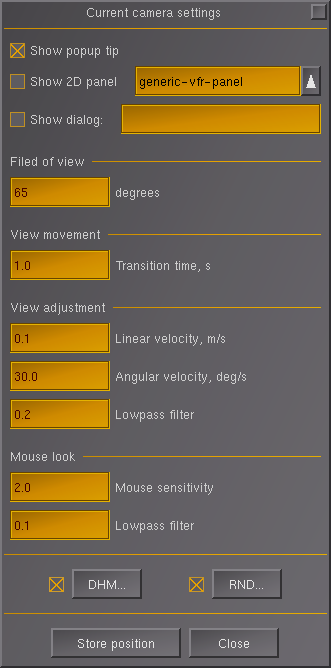 Current camera settings
Show popup tip
Show 2D panel generic-vfr-panel
Show dialog:
Filed of view
65 degrees
View movement
1.0 Transition time, s
View adjustment
0.1 Linear velocity, m/s
30.0 Angular velocity, deg/s
0.2 Lowpass filter
Mouse look
2.0 Mouse sensitivity
0.1 Lowpass filter
DHM... RND...
Store position Close